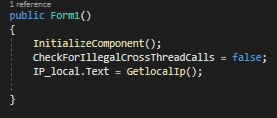 1 reference
public Form1()
{
InitializeComponent();
CheckForIllegalCrossThreadCalls = false;
IP_local.Text = GetlocalIp();
}